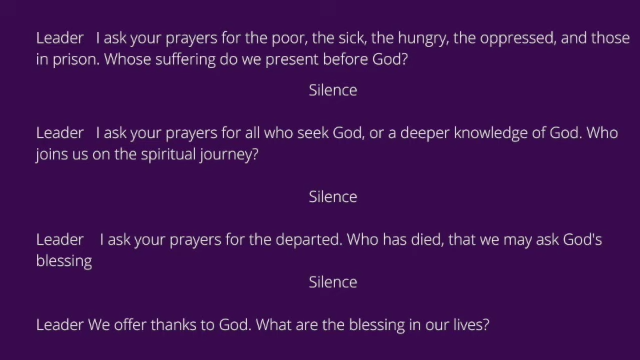 Leader I ask your prayers for the poor, the sick, the hungry, the oppressed, and those
in prison. Whose suffering do we present before God?
Silence
Leader I ask your prayers for all who seek God, or a deeper knowledge of God. Who
joins us on the spiritual journey?
Silence
Leader I ask your prayers for the departed. Who has died, that we may ask God's
blessing
Silence
Leader We offer thanks to God. What are the blessing in our lives?